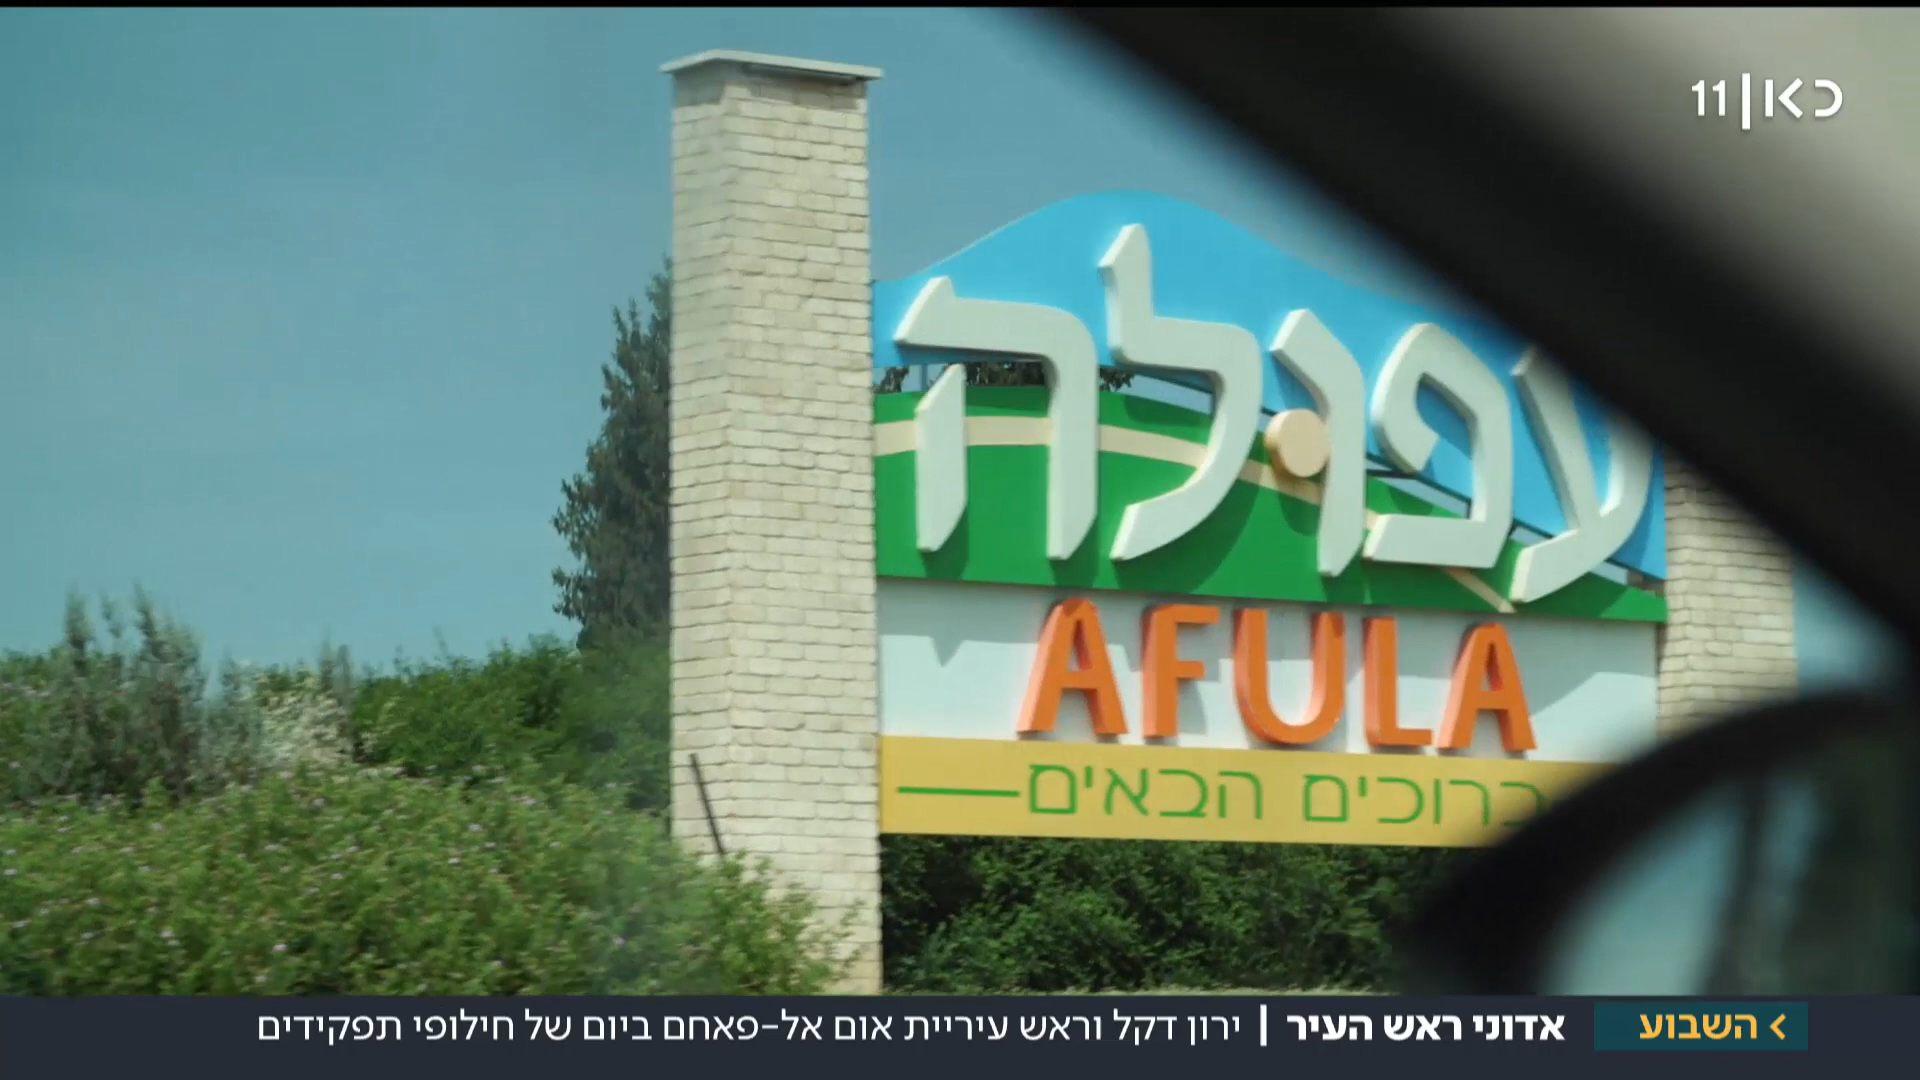 כאן 11
עפולה
AFULA
ברוכים הבאים
השבוע
אדוני ראש העיר | ירון דקל וראש עיריית אום אל-פאחם ביום של חילופי תפקידים